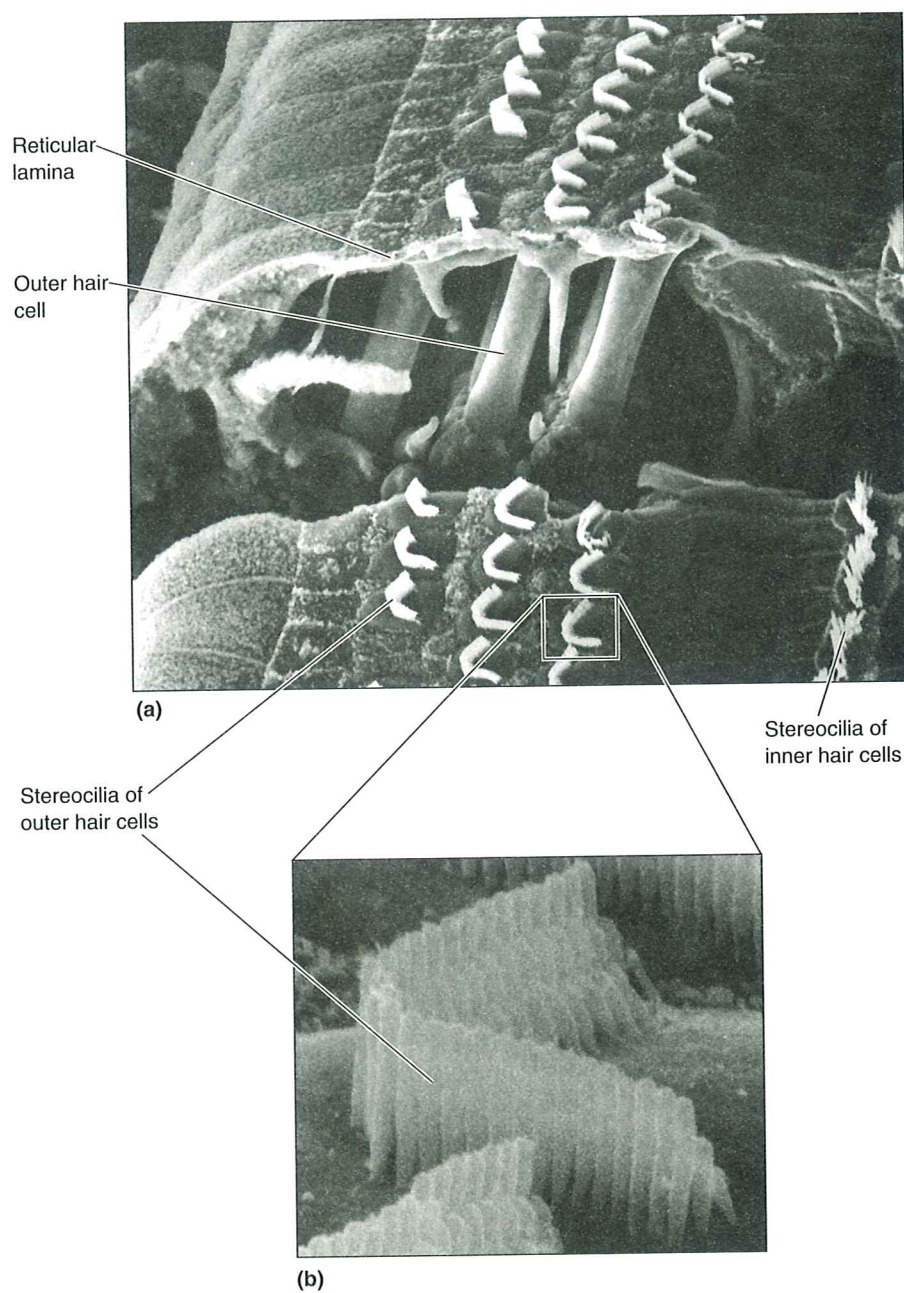 Reticular
lamina
Outer hair
cell
(a)
Stereocilia of
inner hair cells
Stereocilia of
outer hair cells
(b)